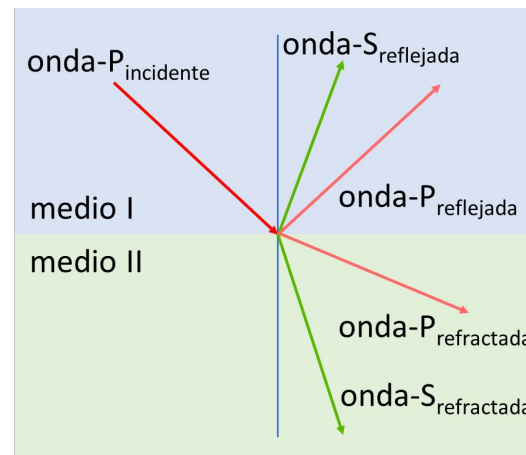 onda-P incidente
onda-S reflejada
onda-P reflejada
medio I
medio II
onda-P refractada
onda-S refractada